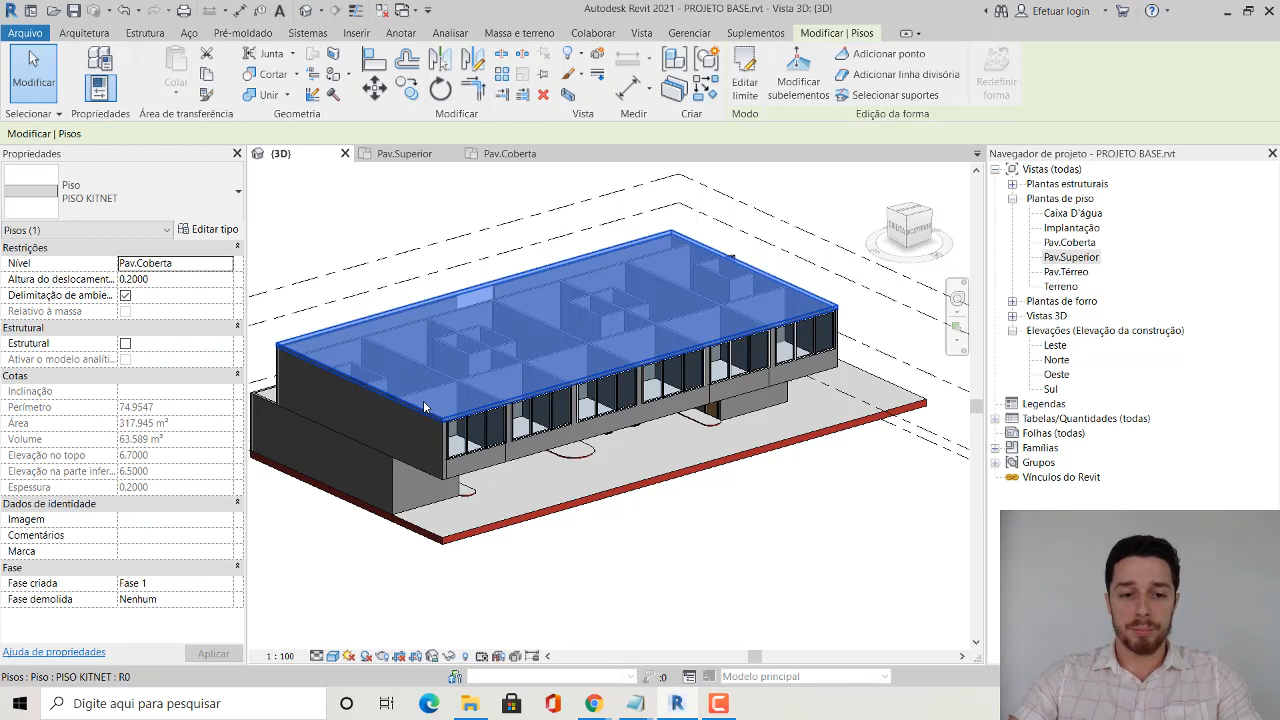 Autodesk Revit 2021 - PROJETO BASE.rvt - Vista 3D: {3D}
Efetuar login
Arquivo Arquitetura Estrutura Aço Pré-moldado Sistemas Inserir Anotar Analisar Massa e terreno Colaborar Vista Gerenciar Suplementos Modificar | Pisos
Modificar
Colar
Junta
Cortar
Unir
Editar limite
Modificar subelementos
Adicionar ponto
Adicionar linha divisória
Selecionar suportes
Redefinir forma
Selecionar Propriedades Área de transferência Geometria Modificar Vista Medir Criar Modo Edição da forma
Modificar | Pisos
Propriedades
{3D} Pav.Superior Pav.Coberta
Navegador de projeto - PROJETO BASE.rvt
Piso
PISO KITNET
Pisos (1) Editar tipo
Restrições
Nível Pav.Coberta
Altura do deslocament... 0.2000
Delimitação de ambie...
Relativo à massa
Estrutural
Estrutural
Ativar o modelo analíti...
Cotas
Inclinação
Perímetro 74.9547
Área 317.945 m²
Volume 63.589 m³
Elevação no topo 6.7000
Elevação na parte infer... 6.5000
Espessura 0.2000
Dados de identidade
Imagem
Comentários
Marca
Fase
Fase criada Fase 1
Fase demolida Nenhum
Ajuda de propriedades Aplicar
Vistas (todas)
Plantas estruturais
Plantas de piso
Caixa D'água
Implantação
Pav.Coberta
Pav.Superior
Pav.Térreo
Terreno
Plantas de forro
Vistas 3D
Elevações (Elevação da construção)
Leste
Norte
Oeste
Sul
Legendas
Tabelas/Quantidades (todos)
Folhas (todas)
Famílias
Grupos
Vínculos do Revit
1 : 100
Pisos : Pisos : PISO KITNET : R0
:0
Modelo principal
Digite aqui para pesquisar